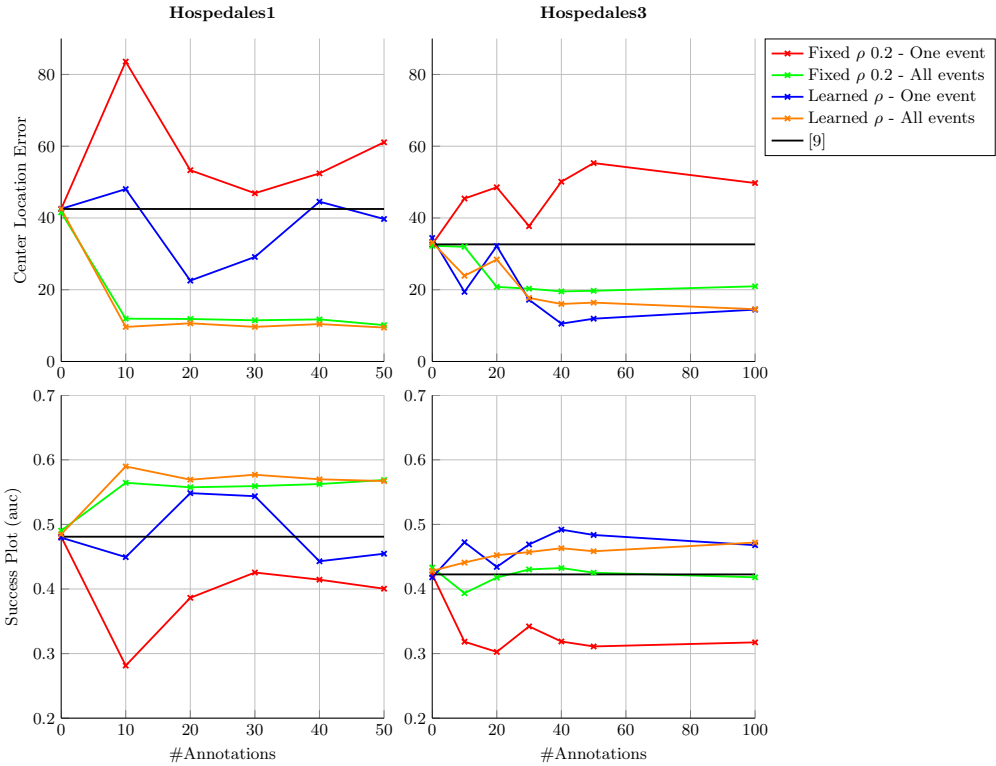 Hospedales1
Hospedales3
Center Location Error
80
60
40
20
0
0 10 20 30 40 50
80
60
40
20
0
0 20 40 60 80 100
Fixed ρ 0.2 - One event
Fixed ρ 0.2 - All events
Learned ρ - One event
Learned ρ - All events
[9]
Success Plot (auc)
0.7
0.6
0.5
0.4
0.3
0.2
0 10 20 30 40 50
#Annotations
0.7
0.6
0.5
0.4
0.3
0.2
0 20 40 60 80 100
#Annotations